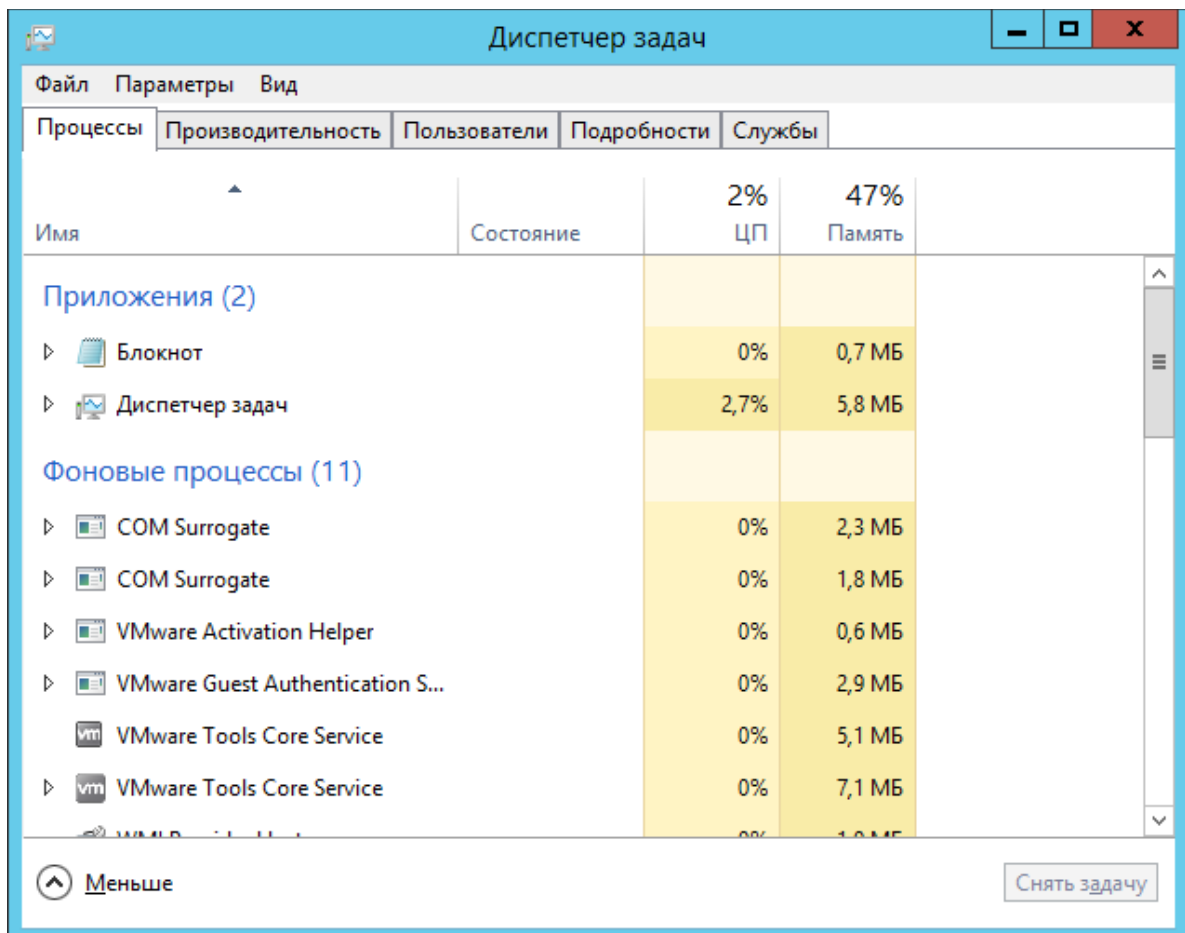 Диспетчер задач
Файл Параметры Вид
Процессы Производительность Пользователи Подробности Службы
2% 47%
Имя Состояние ЦП Память
Приложения (2)
Блокнот 0% 0,7 МБ
Диспетчер задач 2,7% 5,8 МБ
Фоновые процессы (11)
COM Surrogate 0% 2,3 МБ
COM Surrogate 0% 1,8 МБ
VMware Activation Helper 0% 0,6 МБ
VMware Guest Authentication S... 0% 2,9 МБ
vm VMware Tools Core Service 0% 5,1 МБ
vm VMware Tools Core Service 0% 7,1 МБ
Меньше Снять задачу